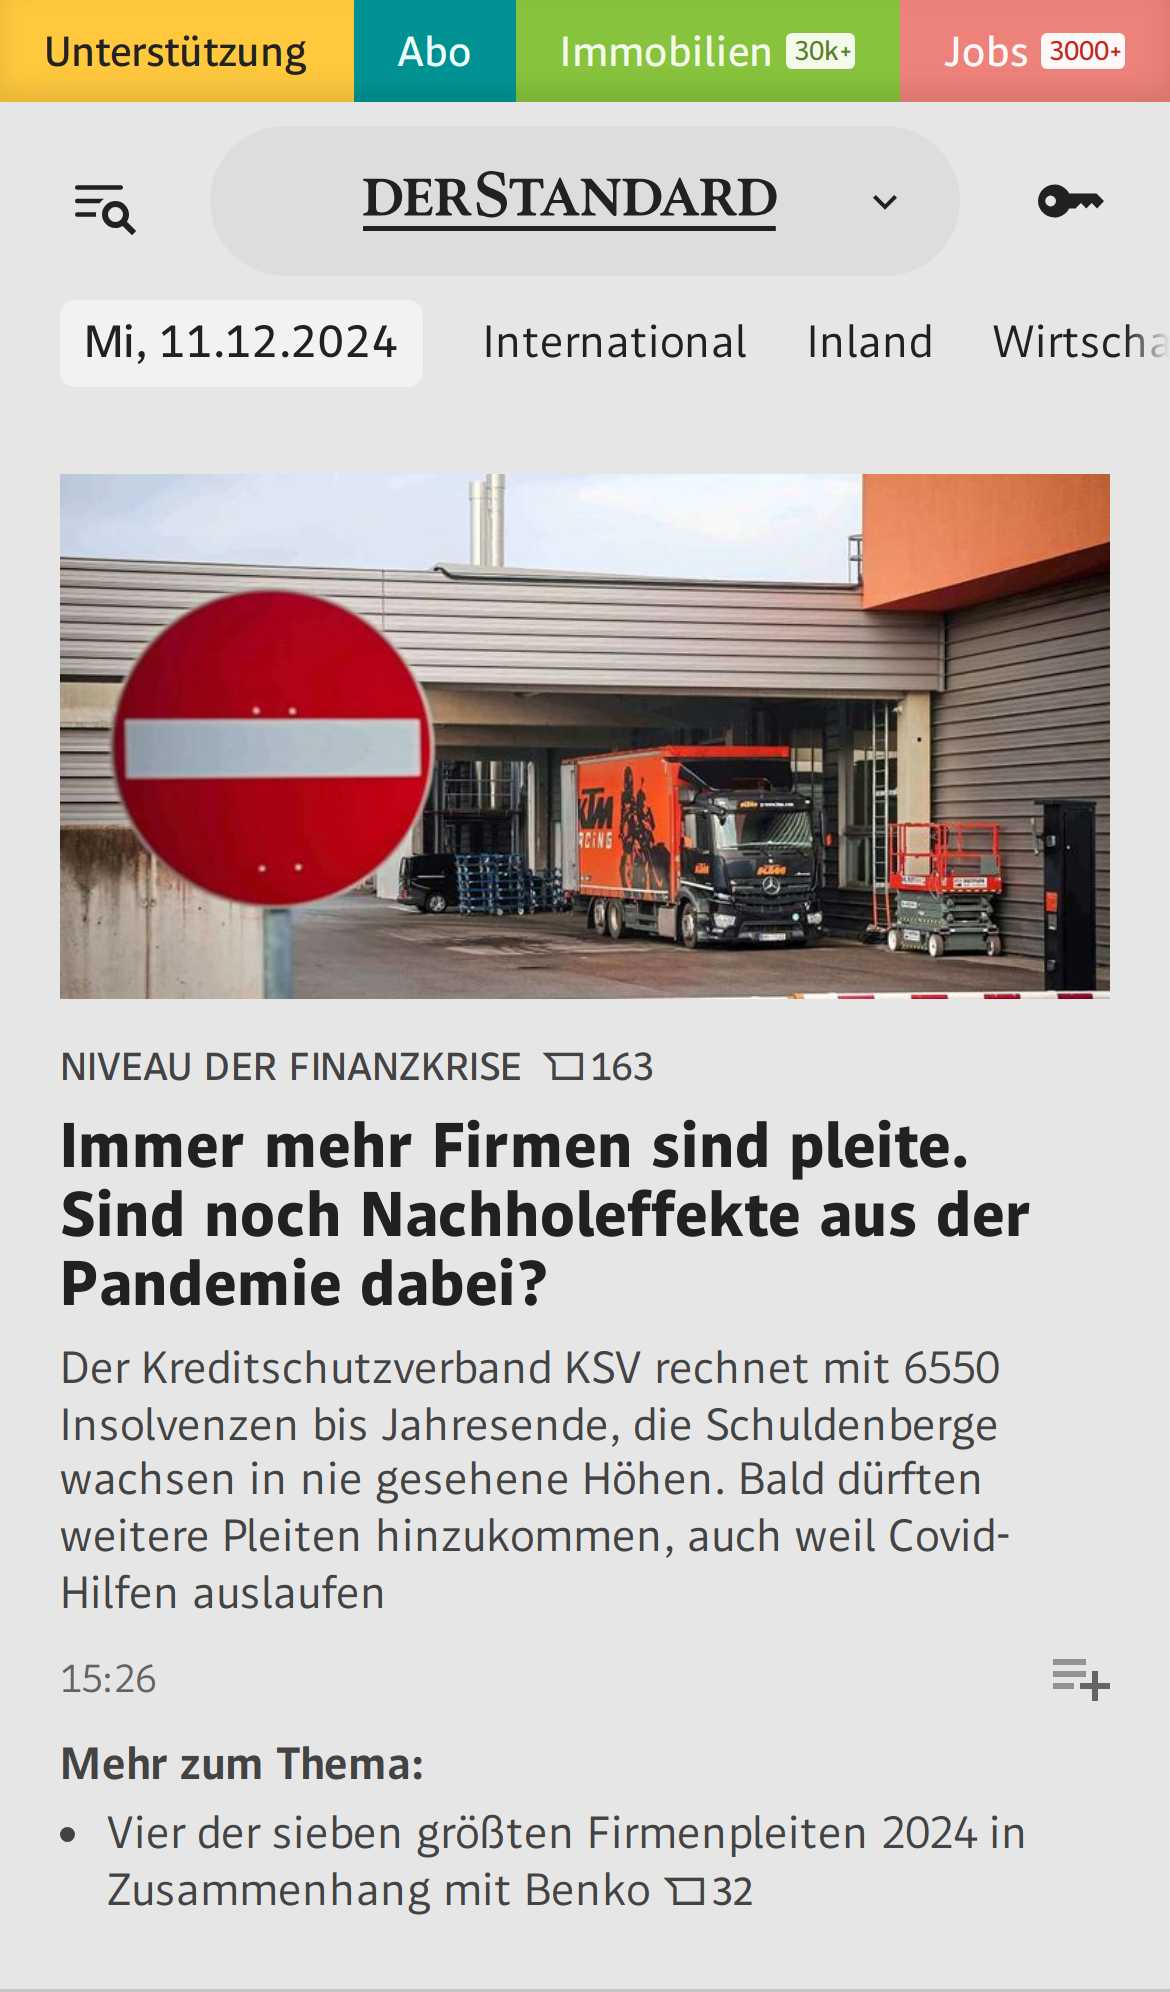 Unterstützung
Abo
Immobilien 30k+
Jobs 3000+
DERSTANDARD
Mi, 11.12.2024
International
Inland
Wirtscha
KTM
RACING
KTM
NIVEAU DER FINANZKRISE 163
Immer mehr Firmen sind pleite.
Sind noch Nachholeffekte aus der
Pandemie dabei?
Der Kreditschutzverband KSV rechnet mit 6550
Insolvenzen bis Jahresende, die Schuldenberge
wachsen in nie gesehene Höhen. Bald dürften
weitere Pleiten hinzukommen, auch weil Covid-
Hilfen auslaufen
15:26
Mehr zum Thema:
• Vier der sieben größten Firmenpleiten 2024 in
Zusammenhang mit Benko 32